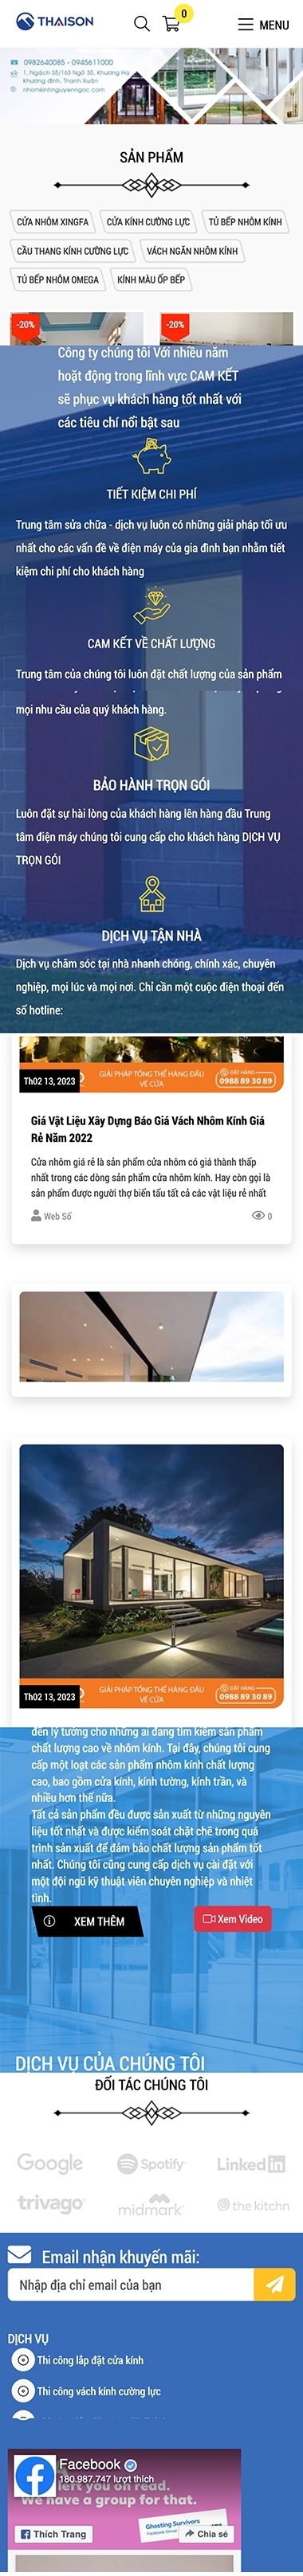 THAISON
0
MENU
0982640085 - 0945611000
1, Ngách 35/163 Ngõ 35, Khương Hạ
Khương đình, Thanh Xuân
nhomkinhnguyenngoc.com
SẢN PHẨM
CỬA NHÔM XINGFA
CỬA KÍNH CƯỜNG LỰC
TỦ BẾP NHÔM KÍNH
CẦU THANG KÍNH CƯỜNG LỰC
VÁCH NGĂN NHÔM KÍNH
TỦ BẾP NHÔM OMEGA
KÍNH MÀU ỐP BẾP
-20%
-20%
Công ty chúng tôi Với nhiều năm
hoạt động trong lĩnh vực CAM KẾT
sẽ phục vụ khách hàng tốt nhất với
các tiêu chí nổi bật sau
TIẾT KIỆM CHI PHÍ
Trung tâm sửa chữa - dịch vụ luôn có những giải pháp tối ưu
nhất cho các vấn đề về điện máy của gia đình bạn nhằm tiết
kiệm chi phí cho khách hàng
CAM KẾT VỀ CHẤT LƯỢNG
Trung tâm của chúng tôi luôn đặt chất lượng của sản phẩm
mọi nhu cầu của quý khách hàng.
BẢO HÀNH TRỌN GÓI
Luôn đặt sự hài lòng của khách hàng lên hàng đầu Trung
tâm điện máy chúng tôi cung cấp cho khách hàng DỊCH VỤ
TRỌN GÓI
DỊCH VỤ TẬN NHÀ
Dịch vụ chăm sóc tại nhà nhanh chóng, chính xác, chuyên
nghiệp, mọi lúc và mọi nơi. Chỉ cần một cuộc điện thoại đến
số hotline:
Th02 13, 2023
GIẢI PHÁP TỔNG THỂ HÀNG ĐẦU
VỀ CỬA
ĐẶT HÀNG
0988 89 30 89
Giá Vật Liệu Xây Dựng Báo Giá Vách Nhôm Kính Giá
Rẻ Năm 2022
Cửa nhôm giá rẻ là sản phẩm cửa nhôm có giá thành thấp
nhất trong các dòng sản phẩm cửa nhôm kính. Hay còn gọi là
sản phẩm được người thợ biến tấu tất cả các vật liệu rẻ nhất
Web Số
0
Th02 13, 2023
GIẢI PHÁP TỔNG THỂ HÀNG ĐẦU
VỀ CỬA
ĐẶT HÀNG
0988 89 30 89
đến lý tưởng cho những ai đang tìm kiếm sản phẩm
chất lượng cao về nhôm kính. Tại đây, chúng tôi cung
cấp một loạt các sản phẩm nhôm kính chất lượng
cao, bao gồm cửa kính, kính tường, kính trần, và
nhiều hơn thế nữa.
Tất cả sản phẩm đều được sản xuất từ những nguyên
liệu tốt nhất và được kiểm soát chặt chẽ trong quá
trình sản xuất để đảm bảo chất lượng sản phẩm tốt
nhất. Chúng tôi cũng cung cấp dịch vụ cài đặt với
một đội ngũ kỹ thuật viên chuyên nghiệp và nhiệt
tình.
XEM THÊM
Xem Video
DỊCH VỤ CỦA CHÚNG TÔI
ĐỐI TÁC CHÚNG TÔI
Google
Spotify
LinkedIn
trivago
midmark
the kitchn
Email nhận khuyến mãi:
Nhập địa chỉ email của bạn
DỊCH VỤ
Thi công lắp đặt cửa kính
Thi công vách kính cường lực
Facebook
180.987.747 lượt thích
left you on read.
We have a group for that.
Ghosting Survivors
Facebook Group
Thích Trang
Chia sẻ